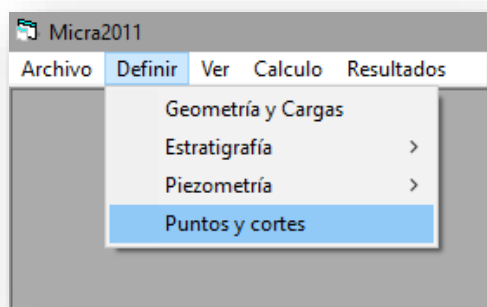 Micra2011
Archivo Definir Ver Calculo Resultados
Geometría y Cargas
Estratigrafía
Piezometría
Puntos y cortes